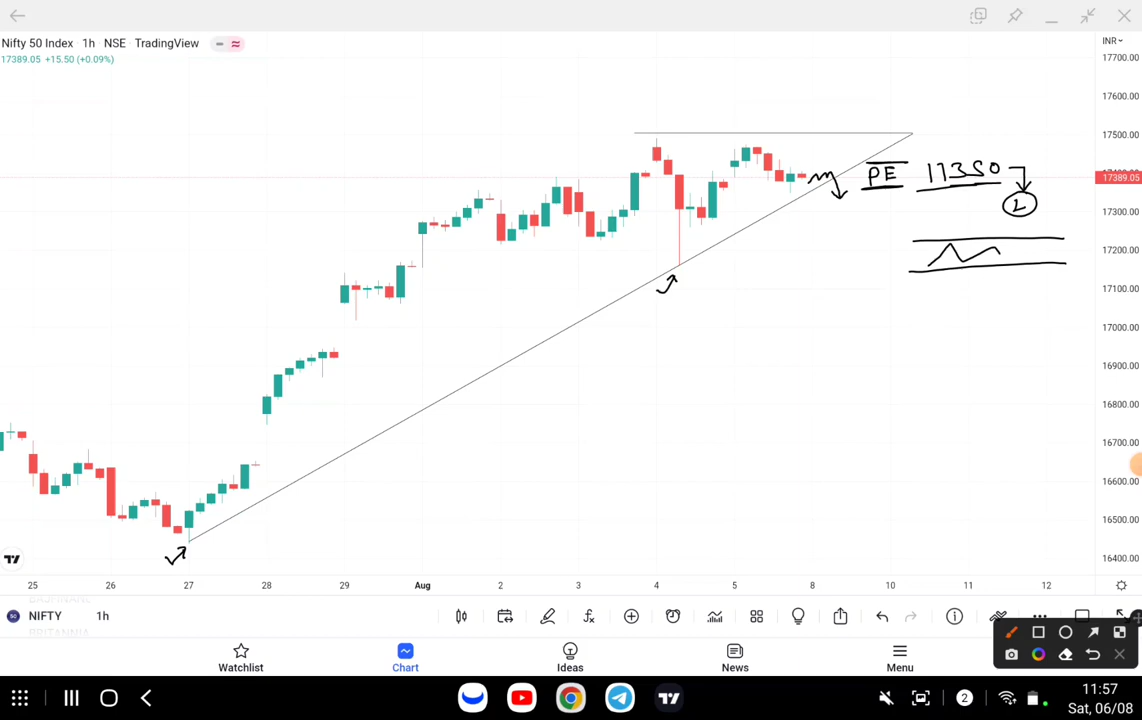 Nifty 50 Index · 1h · NSE · TradingView
17389.05 +15.50 (+0.09%)
INR
17700.00
17600.00
17500.00
17389.05
17300.00
17200.00
17100.00
17000.00
16900.00
16800.00
16700.00
16600.00
16500.00
16400.00
PE 17350
L
25 26 27 28 29 Aug 2 3 4 5 8 10 11 12
NIFTY 1h
Watchlist Chart Ideas News Menu
2
11:57
Sat, 06/08